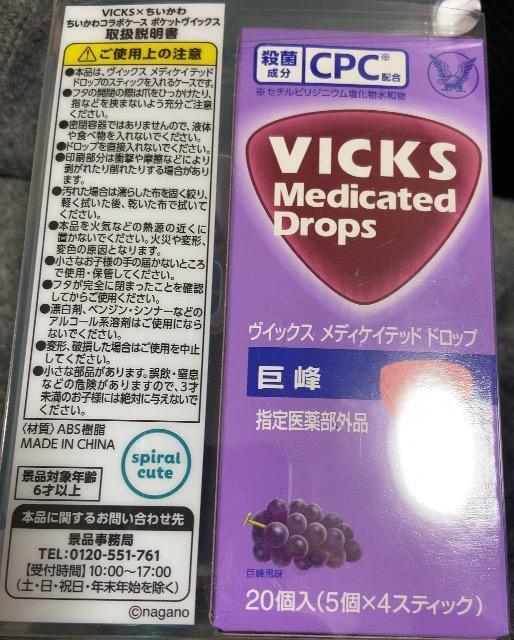 VICKS×ちいかわ
ちいかわコラボケース ポケットヴイックス
取扱説明書
ご使用上の注意
●本品は、ヴイックス メディケイテッド
ドロップのスティックを入れるケースです。
●フタの開閉の際は爪をひっかけたり、
指などを挟まないよう充分ご注意
ください。
●密閉容器ではありませんので、液体
や食べ物を入れないでください。
●ドロップを直接入れないでください。
●印刷部分は衝撃や摩擦などにより
剥がれたり削れたりする場合があり
ます。
●汚れた場合は濡らした布を固く絞り、
軽く拭いた後、乾いた布で拭いて
ください。
●本品を火気などの熱源の近くに
置かないでください。火災や変形、
変色の原因となります。
●小さなお子様の手の届かないところ
で使用・保管してください。
●フタが完全に閉まったことを確認
してからご使用ください。
●漂白剤、ベンジン・シンナーなどの
アルコール系溶剤はご使用になら
ないでください。
●変形、破損した場合はご使用を中止
してください。
●小さな部品があります。誤飲・窒息
などの危険がありますので、3才
未満のお子様には絶対に与えないで
ください。
〈材質〉ABS樹脂
MADE IN CHINA
spiral
cute
景品対象年齢
6才以上
本品に関するお問い合わせ先
景品事務局
TEL:0120-551-761
【受付時間】10:00〜17:00
(土・日・祝日・年末年始を除く)
©nagano
殺菌
成分
CPC※
配合
※セチルピリジニウム塩化物水和物
VICKS
Medicated
Drops
ヴイックス メディケイテッド ドロップ
巨峰
指定医薬部外品
巨峰風味
20個入(5個×4スティック)